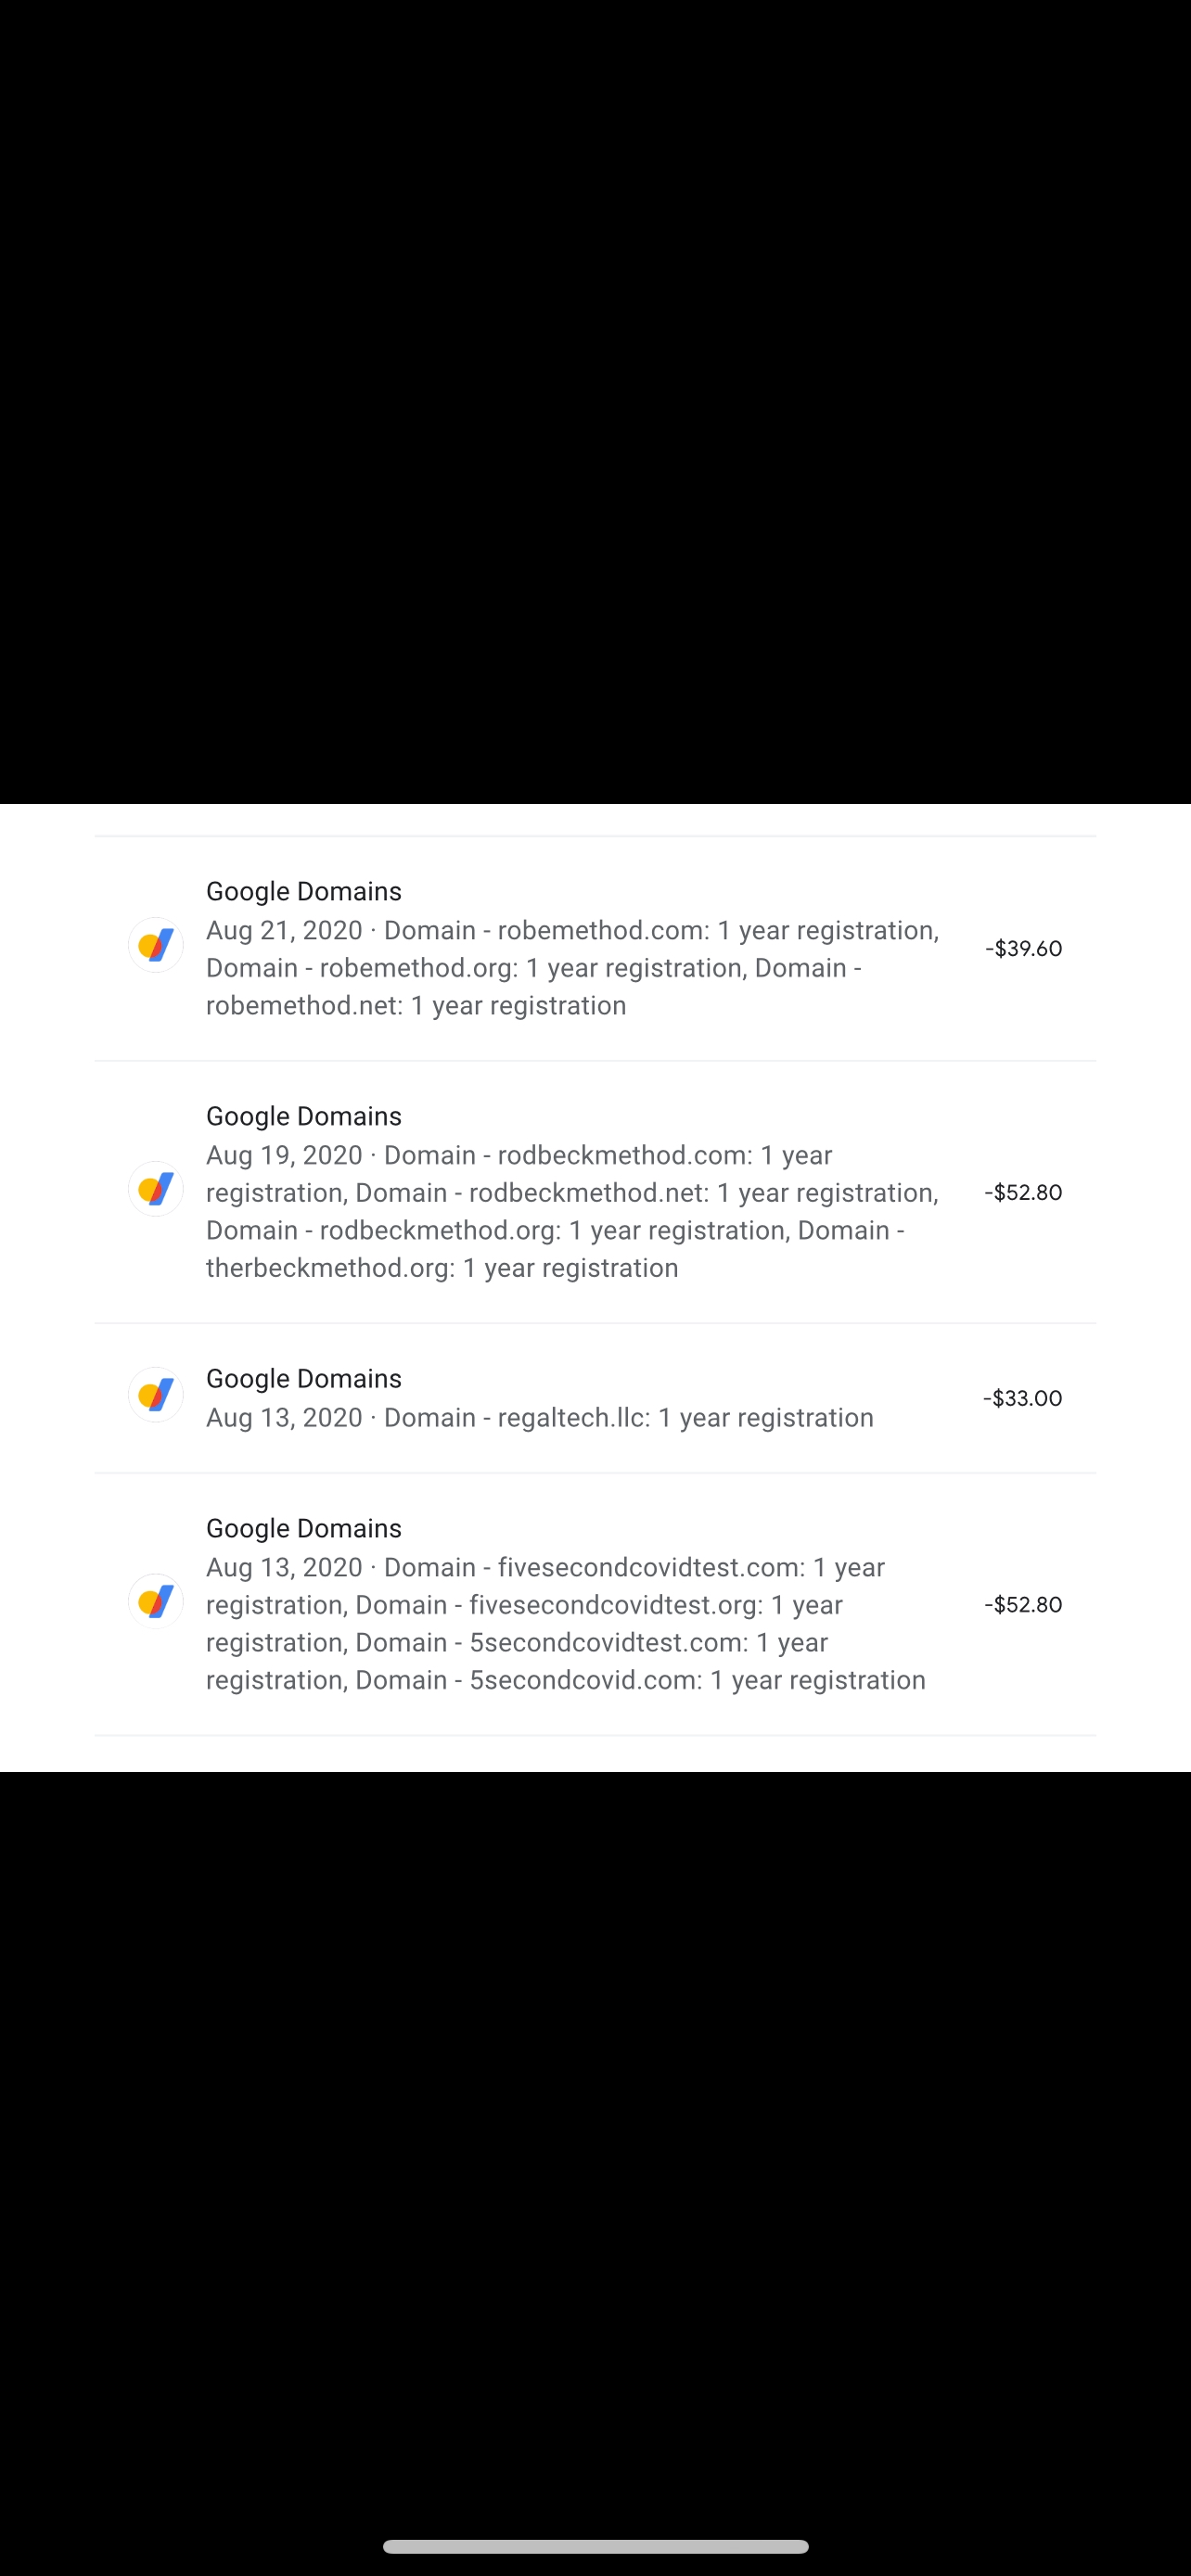 Google Domains
Aug 21, 2020 · Domain - robemethod.com: 1 year registration,
Domain - robemethod.org: 1 year registration, Domain -
robemethod.net: 1 year registration
-$39.60
Google Domains
Aug 19, 2020 · Domain - rodbeckmethod.com: 1 year
registration, Domain - rodbeckmethod.net: 1 year registration,
Domain - rodbeckmethod.org: 1 year registration, Domain -
therbeckmethod.org: 1 year registration
-$52.80
Google Domains
Aug 13, 2020 · Domain - regaltech.llc: 1 year registration
-$33.00
Google Domains
Aug 13, 2020 · Domain - fivesecondcovidtest.com: 1 year
registration, Domain - fivesecondcovidtest.org: 1 year
registration, Domain - 5secondcovidtest.com: 1 year
registration, Domain - 5secondcovid.com: 1 year registration
-$52.80